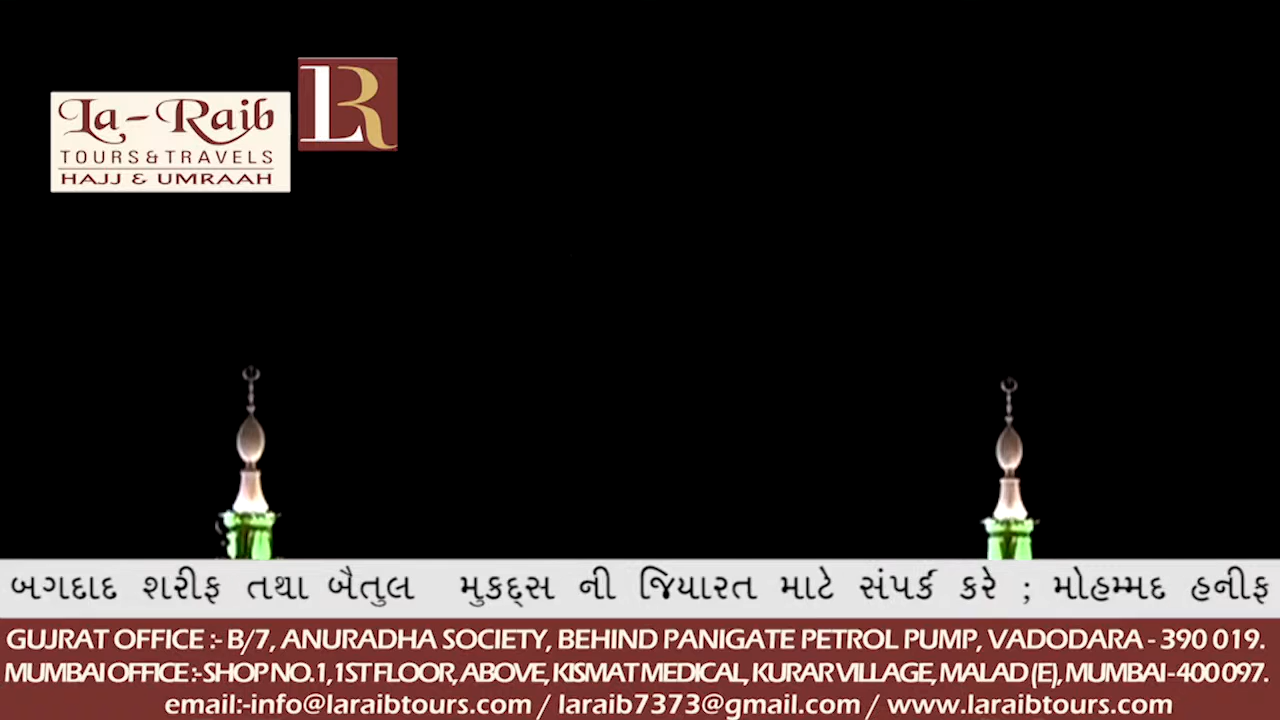 La-Raib
TOURS & TRAVELS
HAJJ & UMRAAH
LR
બગદાદ શરીફ તથા બૈતુલ મુકદ્સ ની જિયારત માટે સંપર્ક કરે ; મોહમ્મદ હનીફ
GUJRAT OFFICE :- B/7, ANURADHA SOCIETY, BEHIND PANIGATE PETROL PUMP, VADODARA - 390 019.
MUMBAI OFFICE :- SHOP NO. 1, 1ST FLOOR, ABOVE, KISMAT MEDICAL, KURAR VILLAGE, MALAD (E), MUMBAI - 400 097.
email:-info@laraibtours.com / laraib7373@gmail.com / www.laraibtours.com